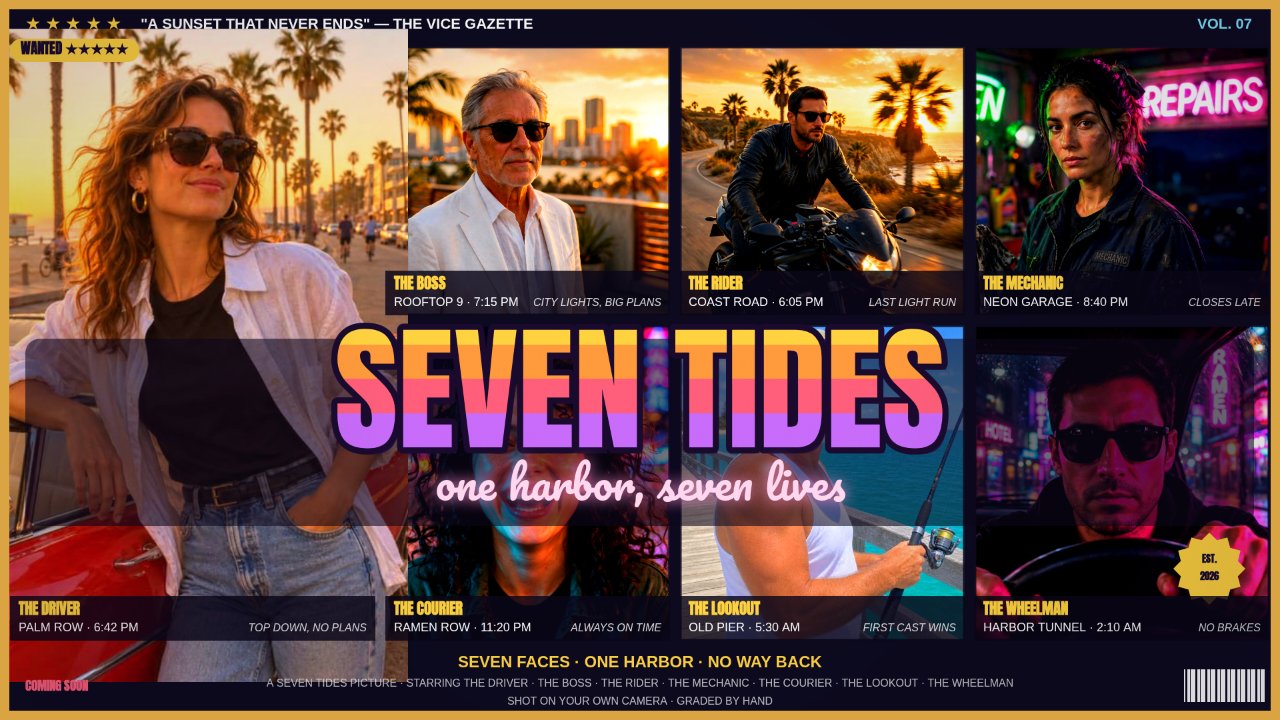 ★ ★ ★ ★ ★ "A SUNSET THAT NEVER ENDS" — THE VICE GAZETTE
VOL. 07
WANTED ★★★★★
EN
REPAIRS
MECHANIC
THE BOSS
ROOFTOP 9 · 7:15 PM
CITY LIGHTS, BIG PLANS
THE RIDER
COAST ROAD · 6:05 PM
LAST LIGHT RUN
THE MECHANIC
NEON GARAGE · 8:40 PM
CLOSES LATE
SEVEN TIDES
one harbor, seven lives
RAMEN
HOTEL
EST.
2026
THE DRIVER
PALM ROW · 6:42 PM
TOP DOWN, NO PLANS
THE COURIER
RAMEN ROW · 11:20 PM
ALWAYS ON TIME
THE LOOKOUT
OLD PIER · 5:30 AM
FIRST CAST WINS
THE WHEELMAN
HARBOR TUNNEL · 2:10 AM
NO BRAKES
SEVEN FACES · ONE HARBOR · NO WAY BACK
COMING SOON
A SEVEN TIDES PICTURE · STARRING THE DRIVER · THE BOSS · THE RIDER · THE MECHANIC · THE COURIER · THE LOOKOUT · THE WHEELMAN
SHOT ON YOUR OWN CAMERA · GRADED BY HAND